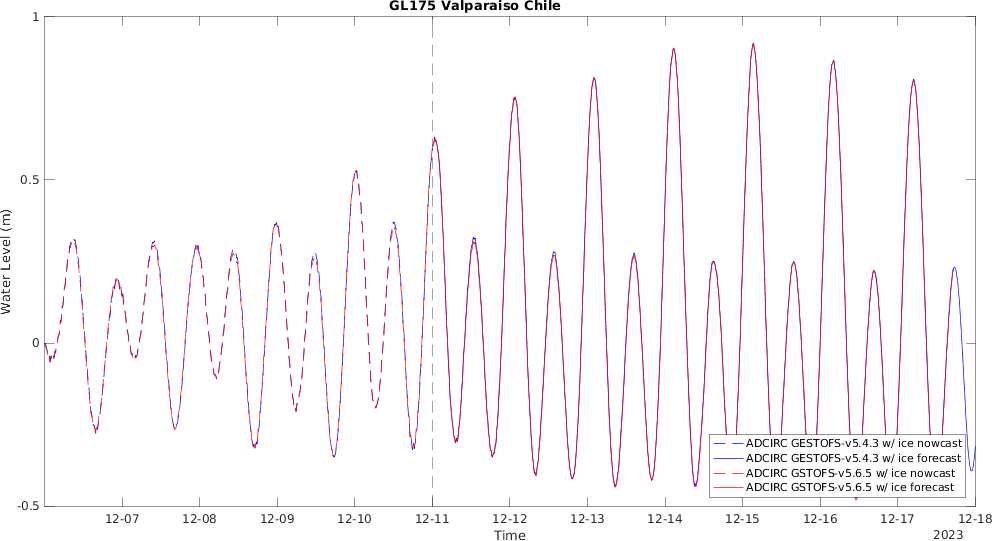 GL175 Valparaiso Chile
Water Level (m)
1
0.5
0
-0.5
ADCIRC GESTOFS-v5.4.3 w/ ice nowcast
ADCIRC GESTOFS-v5.4.3 w/ ice forecast
ADCIRC GSTOFS-v5.6.5 w/ ice nowcast
ADCIRC GSTOFS-v5.6.5 w/ ice forecast
12-07 12-08 12-09 12-10 12-11 12-12 12-13 12-14 12-15 12-16 12-17 12-18
Time
2023